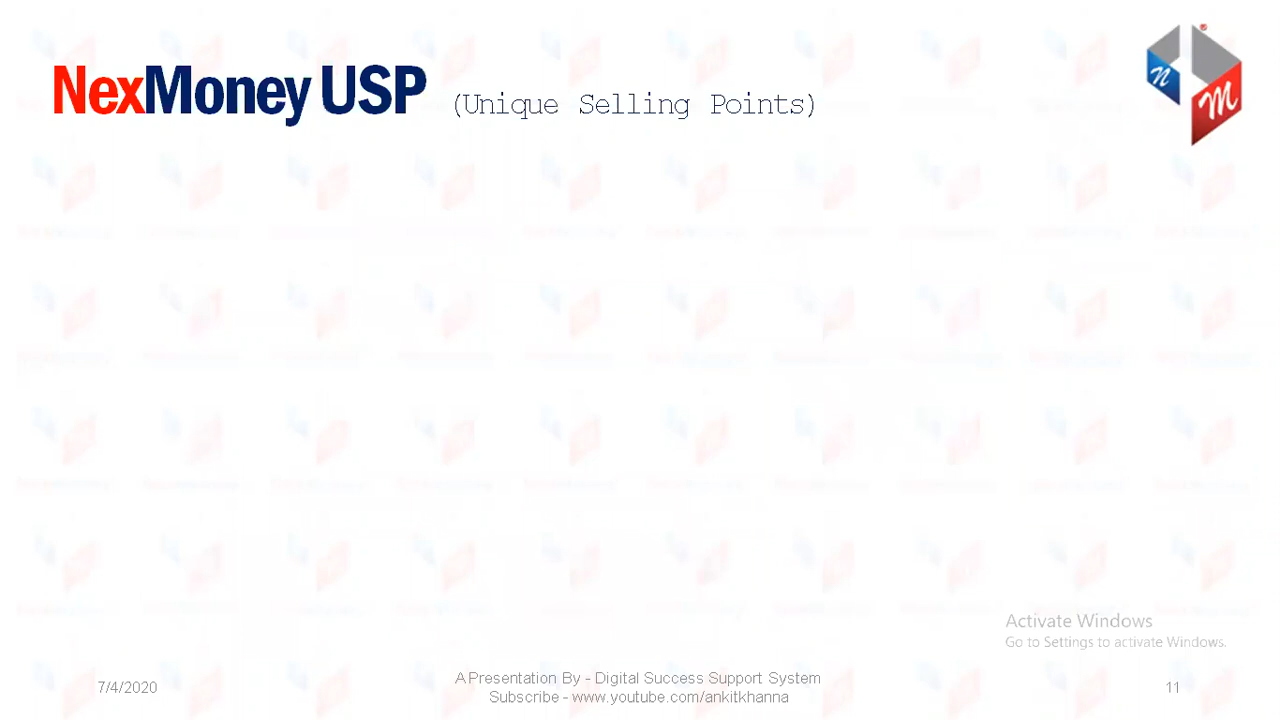 NexMoney USP (Unique Selling Points)
n
M
Activate Windows
Go to Settings to activate Windows.
7/4/2020
A Presentation By - Digital Success Support System
Subscribe - www.youtube.com/ankitkhanna
11